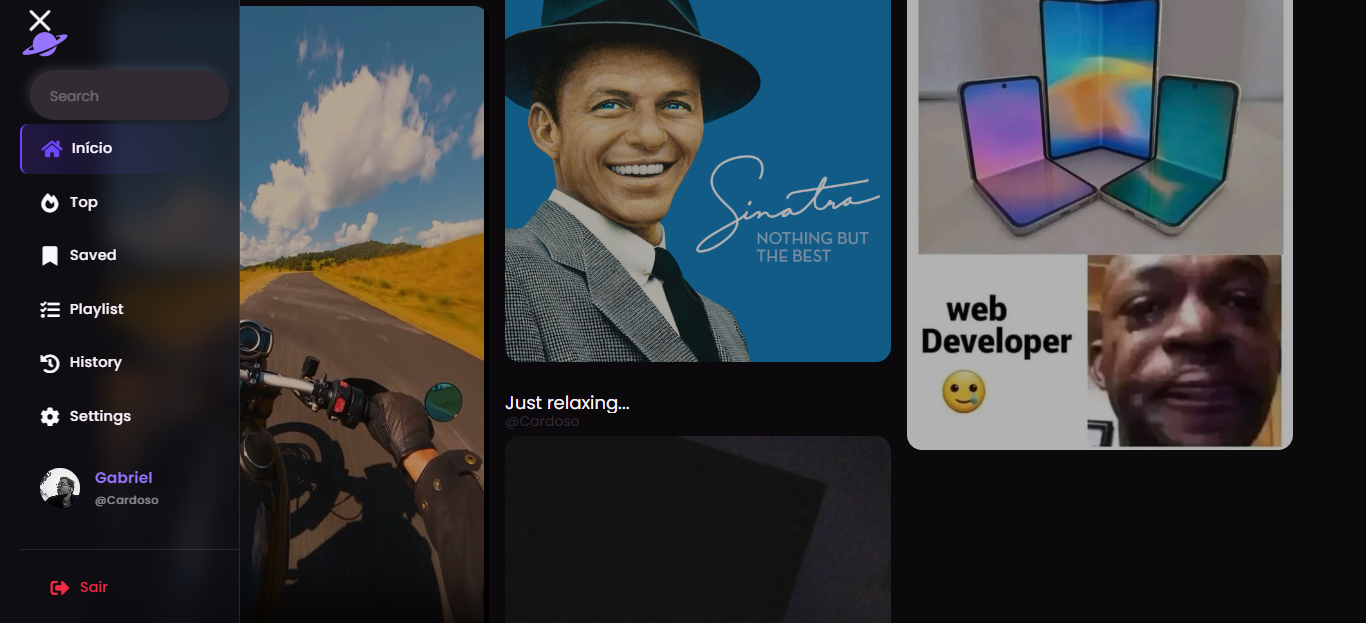 Search
Início
Top
Saved
Playlist
History
Settings
Gabriel
@Cardoso
Sair
Sinatra
NOTHING BUT
THE BEST
Just relaxing...
@Cardoso
web
Developer